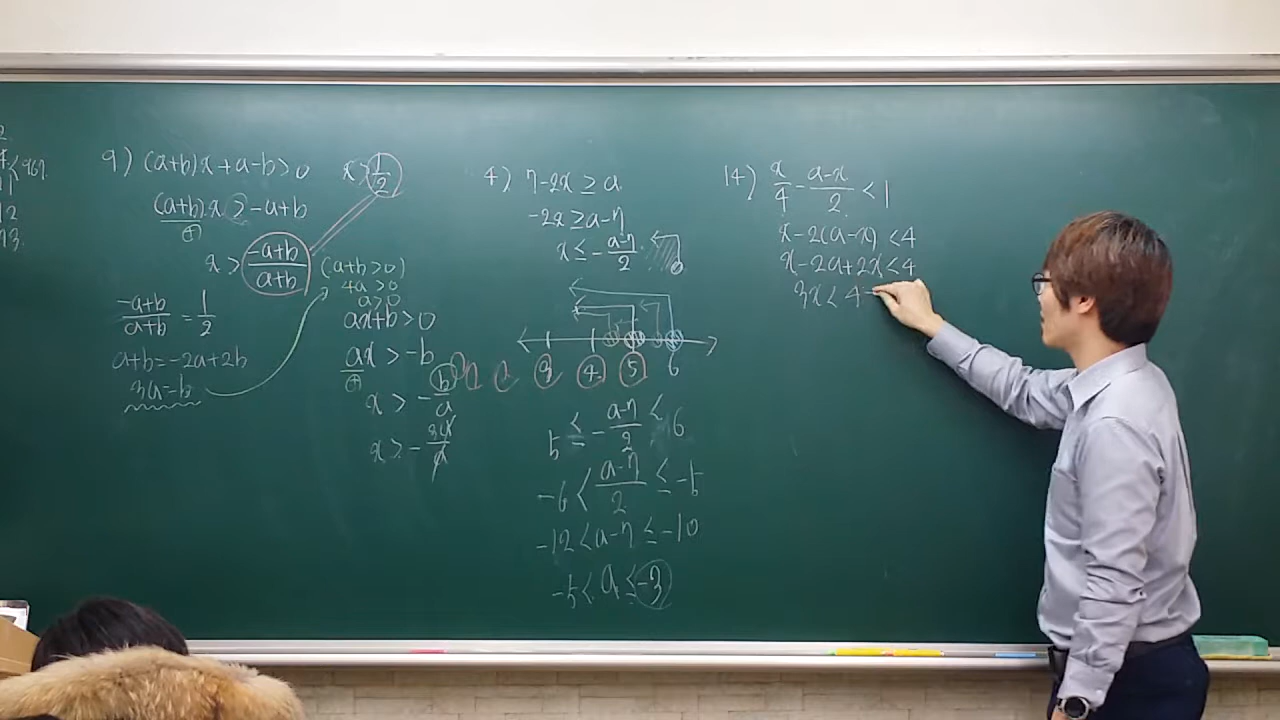 9) (a+b)x+a-b>0
x>1/2
(a+b)x>-a+b
⊕
x> (-a+b)/(a+b) (a+b>0)
4a>0
a>0
(-a+b)/(a+b) = 1/2
a+b=-2a+2b
3a=b
ax+b>0
ax>-b
⊕
x>-b/a
x>-3a/a
4) 7-2x≥a
-2x≥a-7
x≤-(a-7)/2
3 4 5 6
5≤-(a-7)/2<6
-6<(a-7)/2≤-5
-12<a-7≤-10
-5<a≤-3
14) x/4-(a-x)/2<1
x-2(a-x)<4
x-2a+2x<4
3x<4